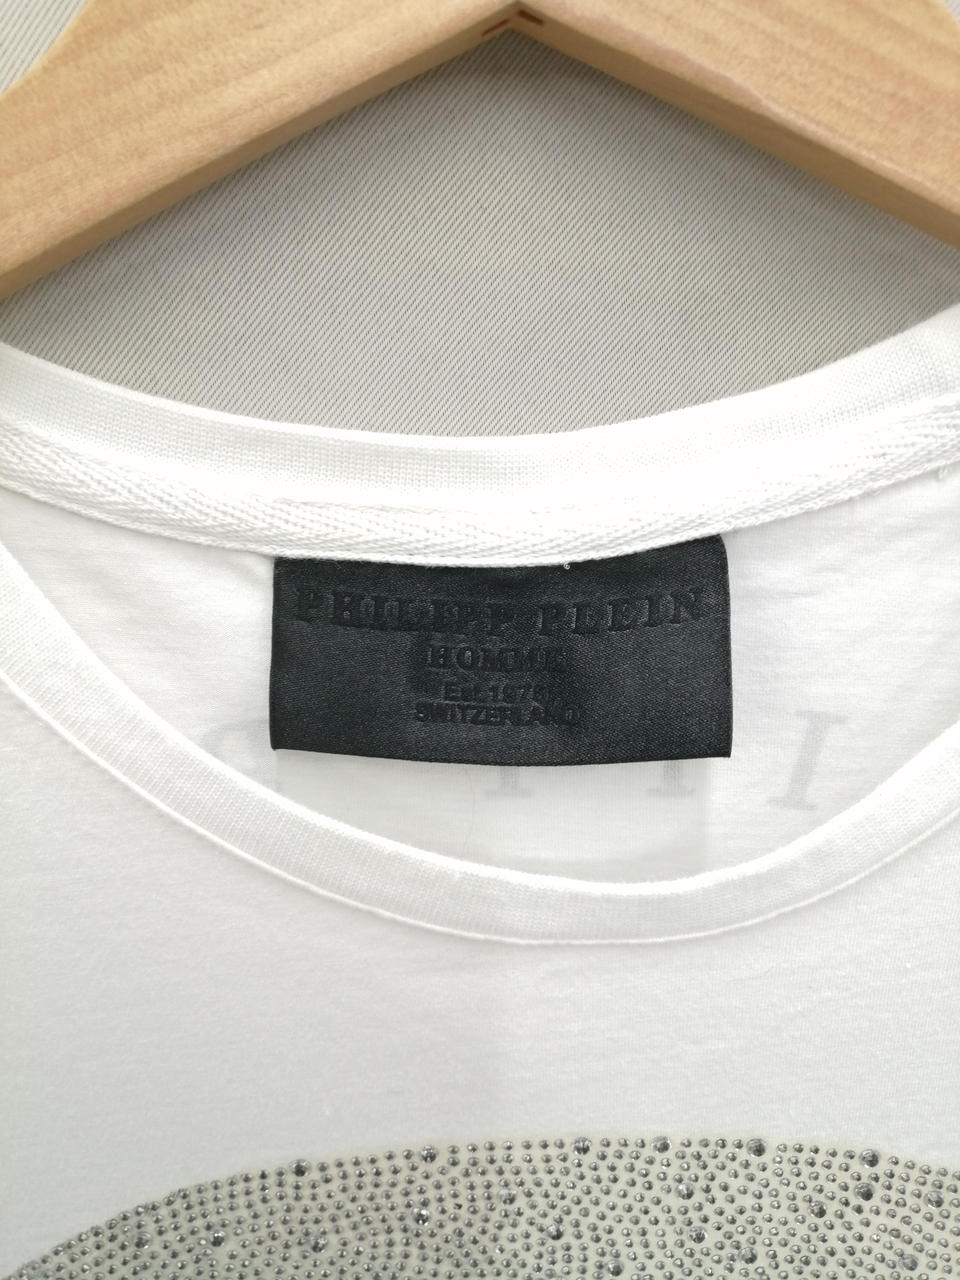 PHILIPP PLEIN
HOMME
Est. 1978
SWITZERLAND